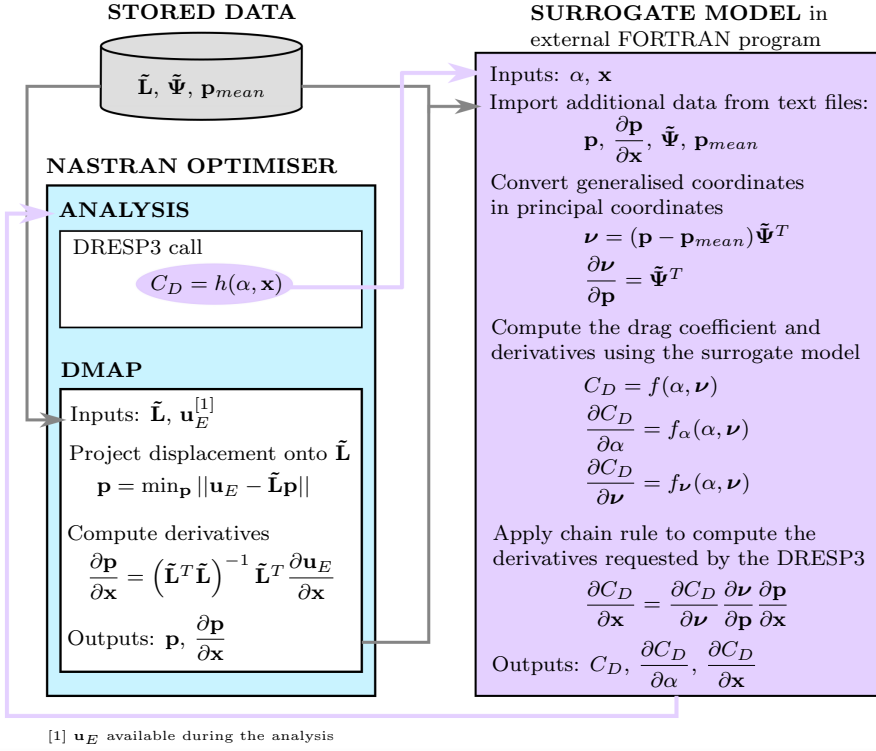 STORED DATA
L̃, Ψ̃, p_mean
NASTRAN OPTIMISER
ANALYSIS
DRESP3 call
C_D = h(α, x)
DMAP
Inputs: L̃, u_E^[1]
Project displacement onto L̃
p = min_p ||u_E − L̃p||
Compute derivatives
∂p/∂x = (L̃^T L̃)^−1 L̃^T ∂u_E/∂x
Outputs: p, ∂p/∂x
[1] u_E available during the analysis
SURROGATE MODEL in
external FORTRAN program
Inputs: α, x
Import additional data from text files:
p, ∂p/∂x, Ψ̃, p_mean
Convert generalised coordinates
in principal coordinates
ν = (p − p_mean)Ψ̃^T
∂ν/∂p = Ψ̃^T
Compute the drag coefficient and
derivatives using the surrogate model
C_D = f(α, ν)
∂C_D/∂α = f_α(α, ν)
∂C_D/∂ν = f_ν(α, ν)
Apply chain rule to compute the
derivatives requested by the DRESP3
∂C_D/∂x = ∂C_D/∂ν ∂ν/∂p ∂p/∂x
Outputs: C_D, ∂C_D/∂α, ∂C_D/∂x